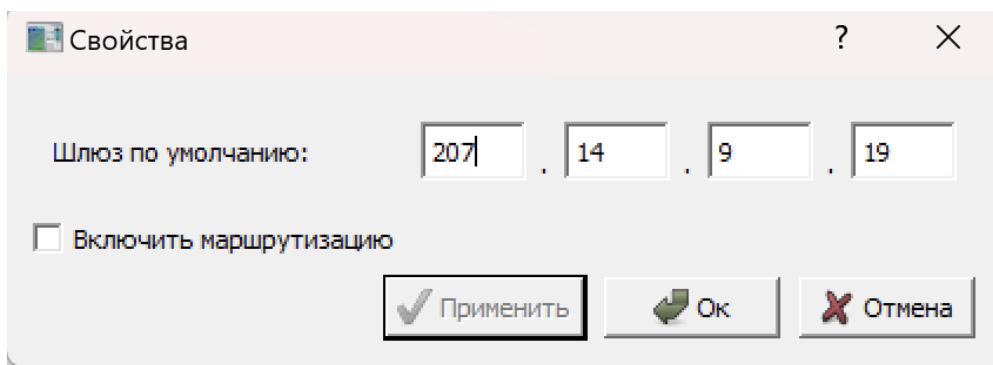 Свойства ?
Шлюз по умолчанию: 207 . 14 . 9 . 19
Включить маршрутизацию
Применить Ок Отмена